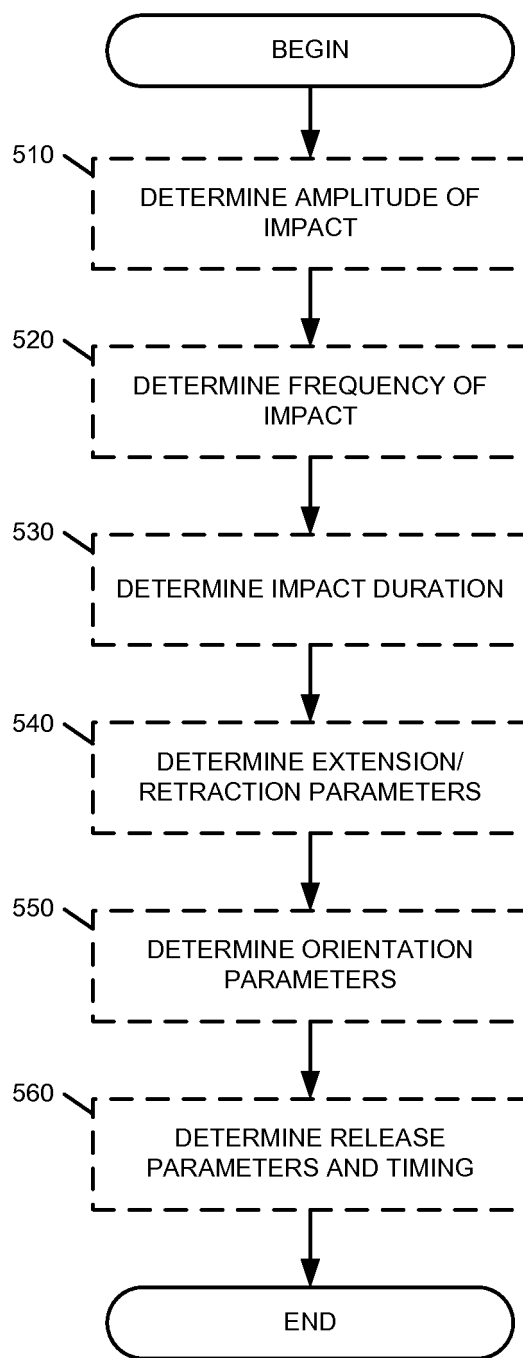 BEGIN
510
DETERMINE AMPLITUDE OF
IMPACT
520
DETERMINE FREQUENCY OF
IMPACT
530
DETERMINE IMPACT DURATION
540
DETERMINE EXTENSION/
RETRACTION PARAMETERS
550
DETERMINE ORIENTATION
PARAMETERS
560
DETERMINE RELEASE
PARAMETERS AND TIMING
END